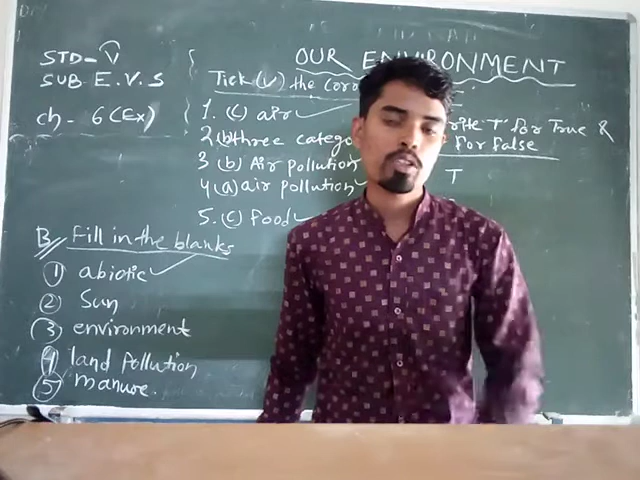 STD-V
SUB E.V.S
ch- 6 (Ex)
OUR ENVIRONMENT
Tick (✓) the
1. (c) air ✓
2. (b) three
3 (b) Air pollution
4 (a) air pollution ✓
5. (c) Food ✓
'T' for True &
For False
T
B Fill in the blanks
① abiotic ✓
② Sun
③ environment
④ land Pollution
⑤ manure.